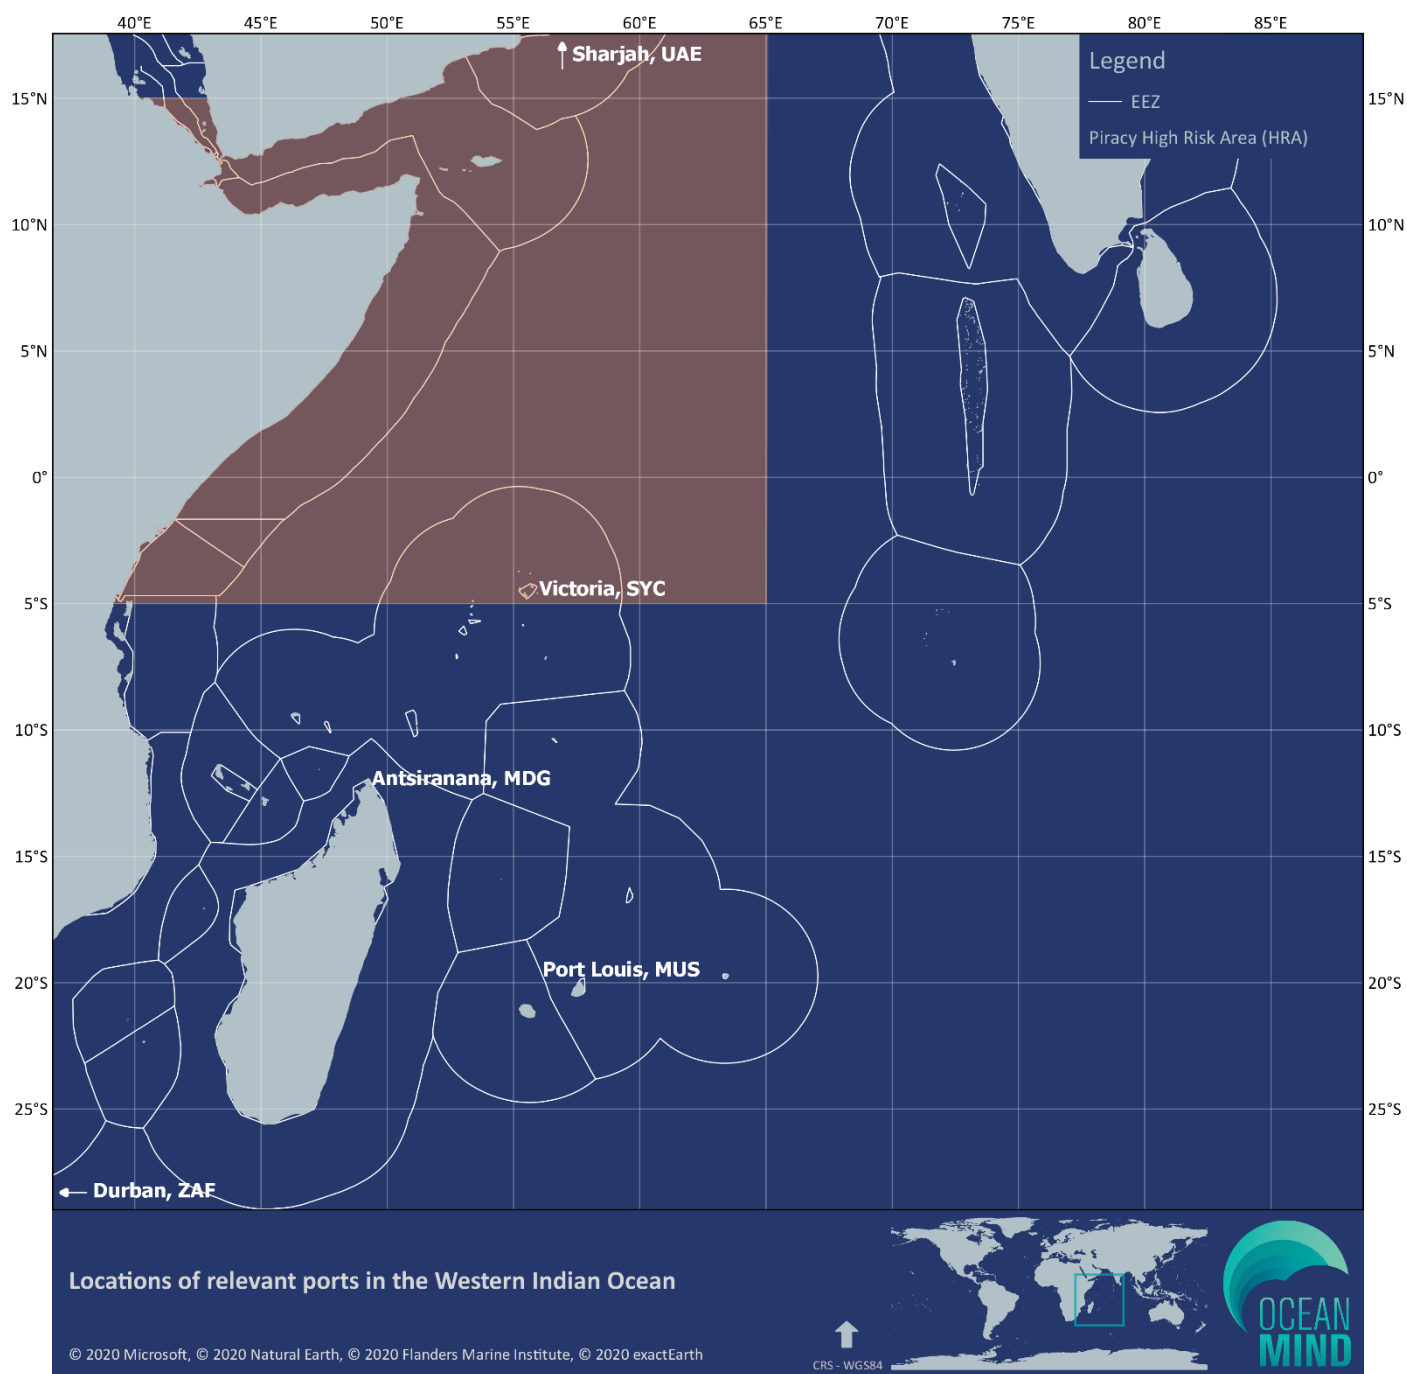 40°E 45°E 50°E 55°E 60°E 65°E 70°E 75°E 80°E 85°E
Sharjah, UAE
Legend
EEZ
Piracy High Risk Area (HRA)
15°N 15°N
10°N 10°N
5°N 5°N
0° 0°
Victoria, SYC
5°S 5°S
10°S 10°S
Antsiranana, MDG
15°S 15°S
Port Louis, MUS
20°S 20°S
25°S 25°S
Durban, ZAF
Locations of relevant ports in the Western Indian Ocean
© 2020 Microsoft, © 2020 Natural Earth, © 2020 Flanders Marine Institute, © 2020 exactEarth
CRS - WGS84
OCEAN
MIND